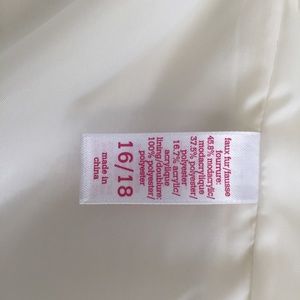 faux fur/fausse
fourrure:
45.8% modacrylic/
modacrylique
37.5% polyester/
polyester
16.7% acrylic/
acrylique
lining/doublure:
100% polyester/
polyester
16/18
made in
china